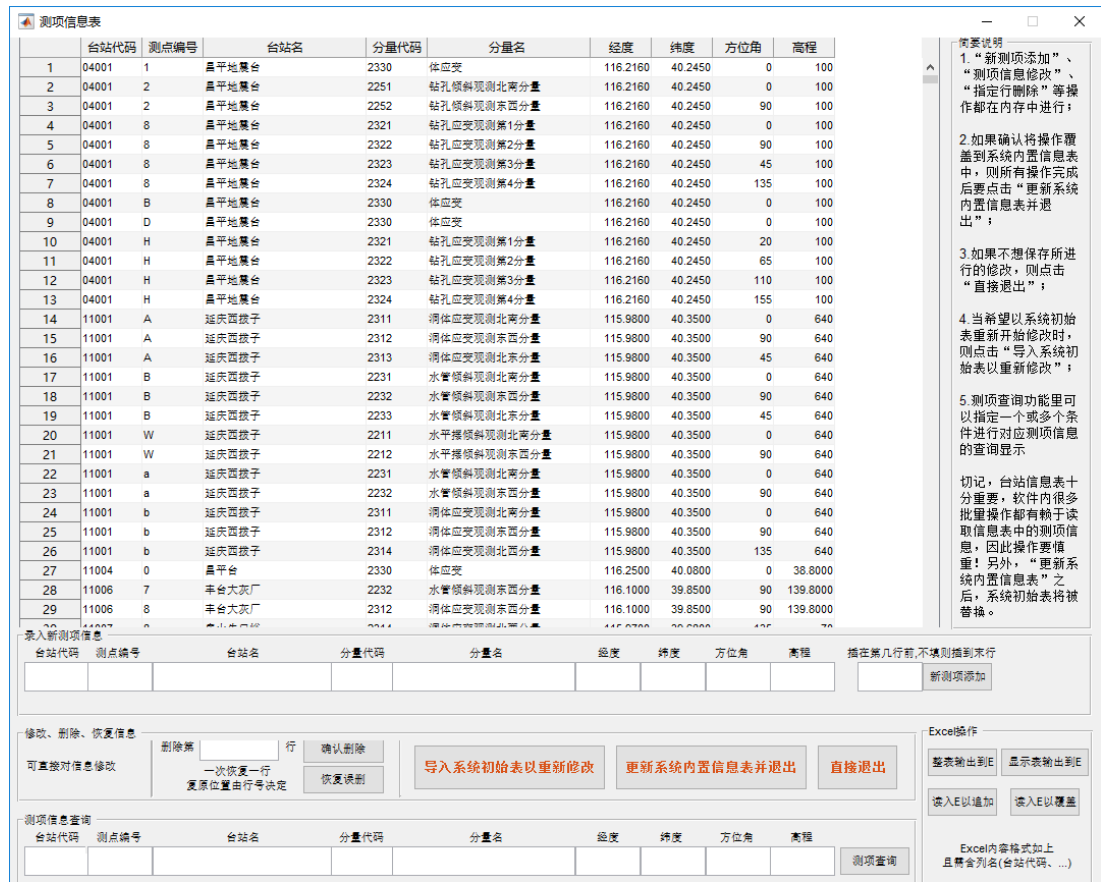 测项信息表
台站代码 测点编号 台站名 分量代码 分量名 经度 纬度 方位角 高程
1 04001 1 昌平地震台 2330 体应变 116.2160 40.2450 0 100
2 04001 2 昌平地震台 2251 钻孔倾斜观测北南分量 116.2160 40.2450 0 100
3 04001 2 昌平地震台 2252 钻孔倾斜观测东西分量 116.2160 40.2450 90 100
4 04001 8 昌平地震台 2321 钻孔应变观测第1分量 116.2160 40.2450 0 100
5 04001 8 昌平地震台 2322 钻孔应变观测第2分量 116.2160 40.2450 90 100
6 04001 8 昌平地震台 2323 钻孔应变观测第3分量 116.2160 40.2450 45 100
7 04001 8 昌平地震台 2324 钻孔应变观测第4分量 116.2160 40.2450 135 100
8 04001 B 昌平地震台 2330 体应变 116.2160 40.2450 0 100
9 04001 D 昌平地震台 2330 体应变 116.2160 40.2450 0 100
10 04001 H 昌平地震台 2321 钻孔应变观测第1分量 116.2160 40.2450 20 100
11 04001 H 昌平地震台 2322 钻孔应变观测第2分量 116.2160 40.2450 65 100
12 04001 H 昌平地震台 2323 钻孔应变观测第3分量 116.2160 40.2450 110 100
13 04001 H 昌平地震台 2324 钻孔应变观测第4分量 116.2160 40.2450 155 100
14 11001 A 延庆西拨子 2311 洞体应变观测北南分量 115.9800 40.3500 0 640
15 11001 A 延庆西拨子 2312 洞体应变观测东西分量 115.9800 40.3500 90 640
16 11001 A 延庆西拨子 2313 洞体应变观测北东分量 115.9800 40.3500 45 640
17 11001 B 延庆西拨子 2231 水管倾斜观测北南分量 115.9800 40.3500 0 640
18 11001 B 延庆西拨子 2232 水管倾斜观测东西分量 115.9800 40.3500 90 640
19 11001 B 延庆西拨子 2233 水管倾斜观测北东分量 115.9800 40.3500 45 640
20 11001 W 延庆西拨子 2211 水平摆倾斜观测北南分量 115.9800 40.3500 0 640
21 11001 W 延庆西拨子 2212 水平摆倾斜观测东西分量 115.9800 40.3500 90 640
22 11001 a 延庆西拨子 2231 水管倾斜观测北南分量 115.9800 40.3500 0 640
23 11001 a 延庆西拨子 2232 水管倾斜观测东西分量 115.9800 40.3500 90 640
24 11001 b 延庆西拨子 2311 洞体应变观测北南分量 115.9800 40.3500 0 640
25 11001 b 延庆西拨子 2312 洞体应变观测东西分量 115.9800 40.3500 90 640
26 11001 b 延庆西拨子 2314 洞体应变观测北西分量 115.9800 40.3500 135 640
27 11004 0 昌平台 2330 体应变 116.2500 40.0800 0 38.8000
28 11006 7 丰台大灰厂 2232 水管倾斜观测东西分量 116.1000 39.8500 90 139.8000
29 11006 8 丰台大灰厂 2312 洞体应变观测东西分量 116.1000 39.8500 90 139.8000
简要说明
1.“新测项添加”、
“测项信息修改”、
“指定行删除”等操
作都在内存中进行；
2.如果确认将操作覆
盖到系统内置信息表
中，则所有操作完成
后要点击“更新系统
内置信息表并退
出”；
3.如果不想保存所进
行的修改，则点击
“直接退出”；
4.当希望以系统初始
表重新开始修改时，
则点击“导入系统初
始表以重新修改”；
5.测项查询功能里可
以指定一个或多个条
件进行对应测项信息
的查询显示
切记，台站信息表十
分重要，软件内很多
批量操作都有赖于读
取信息表中的测项信
息，因此操作要慎
重！另外，“更新系
统内置信息表”之
后，系统初始表将被
替换。
录入新测项信息
台站代码 测点编号 台站名 分量代码 分量名 经度 纬度 方位角 高程 插在第几行前,不填则插到末行
新测项添加
修改、删除、恢复信息
可直接对信息修改
删除第 行 确认删除
一次恢复一行
复原位置由行号决定
恢复误删
导入系统初始表以重新修改 更新系统内置信息表并退出 直接退出
Excel操作
整表输出到E 显示表输出到E
读入E以追加 读入E以覆盖
Excel内容格式如上
且需含列名(台站代码、...)
测项信息查询
台站代码 测点编号 台站名 分量代码 分量名 经度 纬度 方位角 高程
测项查询